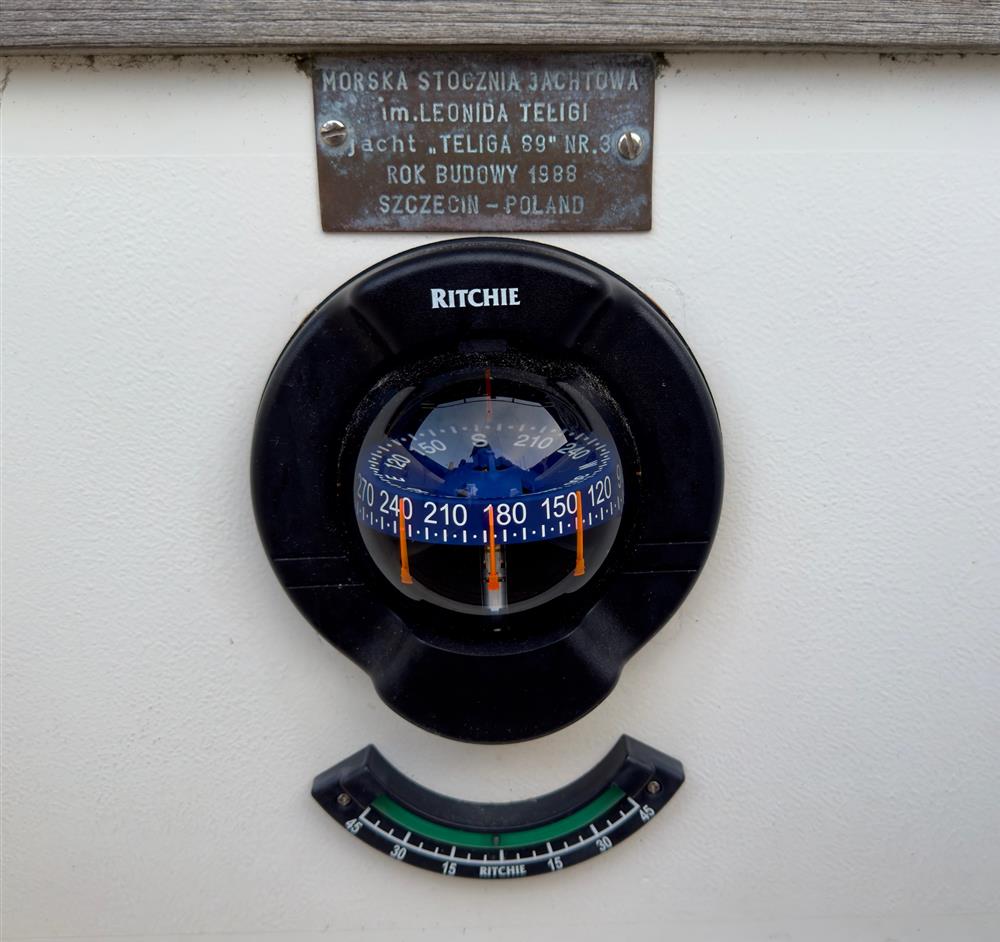 MORSKA STOCZNIA JACHTOWA
im.LEONIDA TELIGI
jacht „TELIGA 89" NR.3
ROK BUDOWY 1988
SZCZECIN – POLAND
RITCHIE
150 S 210
E 120 240
270 240 210 180 150 120
45 30 15 RITCHIE 15 30 45